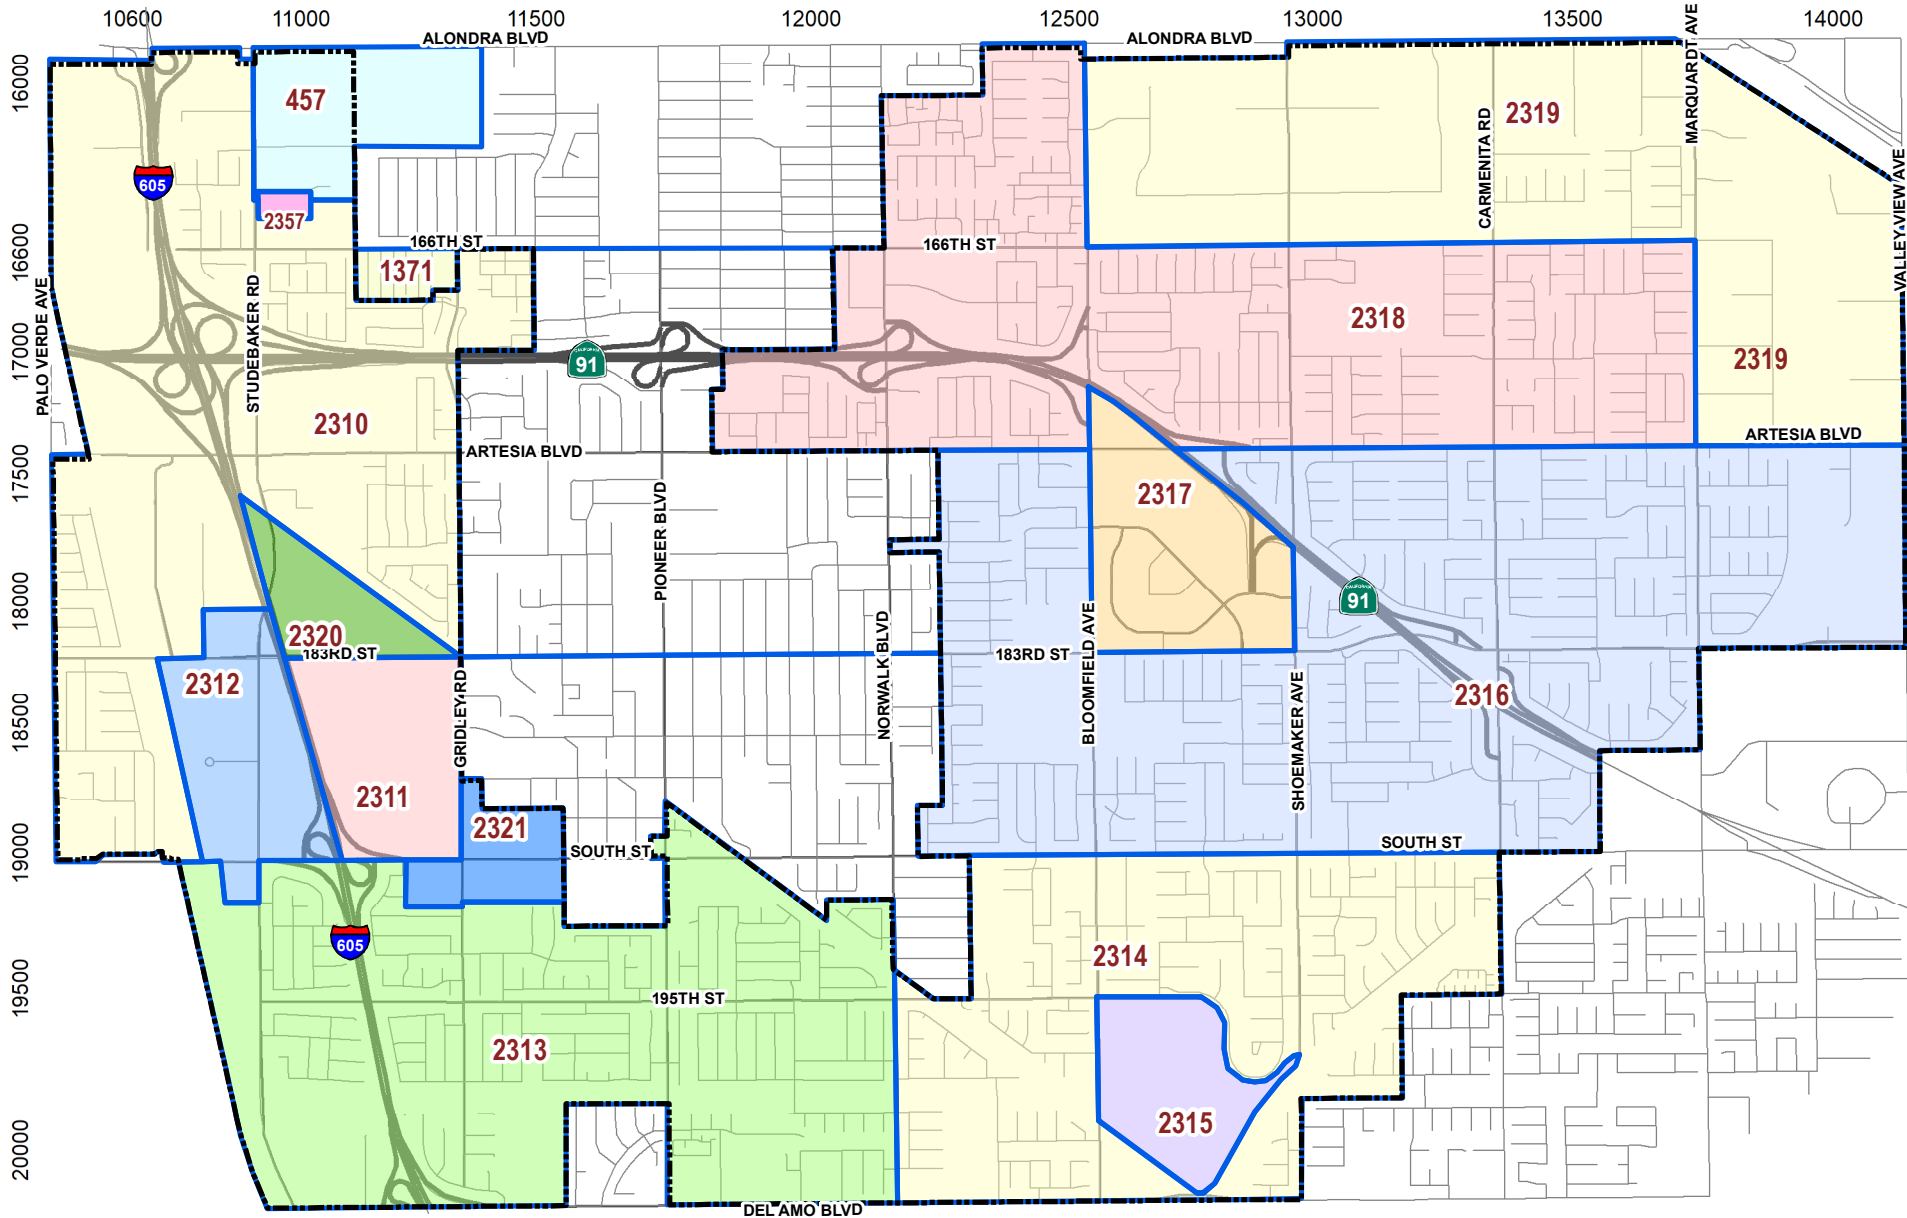 10600 11000 11500 12000 12500 13000 13500 14000
ALONDRA BLVD ALONDRA BLVD
MARQUARDT AVE
16000
457
2319
CARMENITA RD
605
VALLEY VIEW AVE
2357
16600
166TH ST 166TH ST
1371
PALO VERDE AVE
STUDEBAKER RD
2318
17000
CALIFORNIA
91
2319
2310
ARTESIA BLVD
ARTESIA BLVD
17500
2317
PIONEER BLVD
18000
CALIFORNIA
91
BLOOMFIELD AVE
NORWALK BLVD
2320
183RD ST 183RD ST
2312
GRIDLEY RD
2316
SHOEMAKER AVE
18500
2311
2321
SOUTH ST
SOUTH ST
19000
605
2314
19500
195TH ST
2313
2315
20000
DEL AMO BLVD